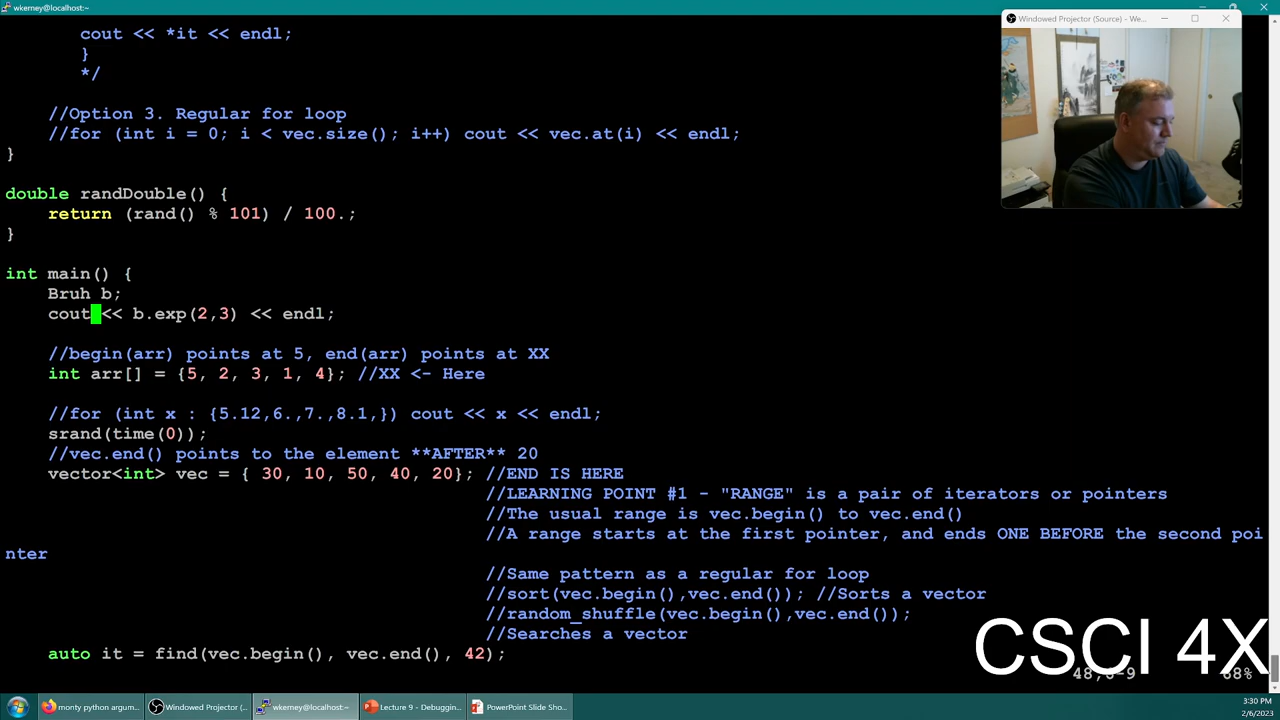 wkerney@localhost:~
Windowed Projector (Source) - We...
cout << *it << endl;
}
*/
//Option 3. Regular for loop
//for (int i = 0; i < vec.size(); i++) cout << vec.at(i) << endl;
}
double randDouble() {
return (rand() % 101) / 100.;
}
int main() {
Bruh b;
cout << b.exp(2,3) << endl;
//begin(arr) points at 5, end(arr) points at XX
int arr[] = {5, 2, 3, 1, 4}; //XX <- Here
//for (int x : {5.12,6.,7.,8.1,}) cout << x << endl;
srand(time(0));
//vec.end() points to the element **AFTER** 20
vector<int> vec = { 30, 10, 50, 40, 20}; //END IS HERE
//LEARNING POINT #1 - "RANGE" is a pair of iterators or pointers
//The usual range is vec.begin() to vec.end()
//A range starts at the first pointer, and ends ONE BEFORE the second poi
nter
//Same pattern as a regular for loop
//sort(vec.begin(),vec.end()); //Sorts a vector
//random_shuffle(vec.begin(),vec.end());
//Searches a vector
auto it = find(vec.begin(), vec.end(), 42);
CSCI 4X
68%
monty python argum...
Windowed Projector (...
wkerney@localhost:~
Lecture 9 - Debuggin...
PowerPoint Slide Sho...
3:30 PM
2/6/2023